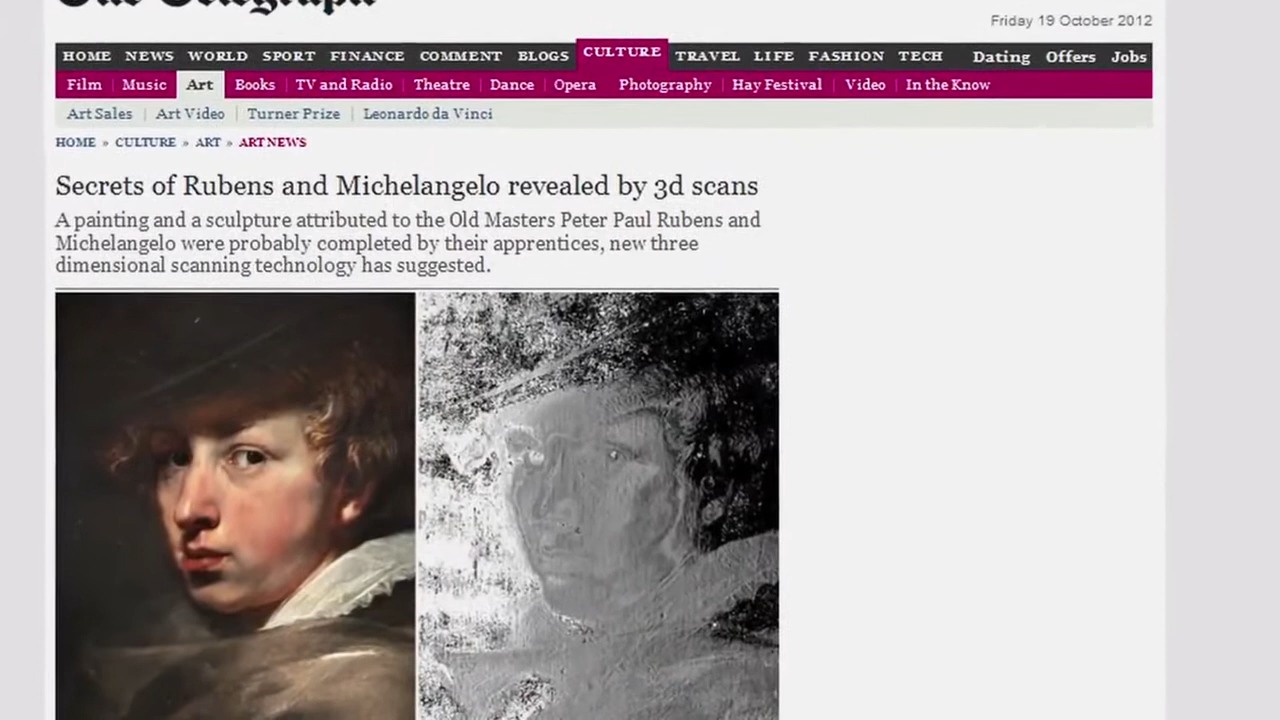 The Telegraph
Friday 19 October 2012
HOME NEWS WORLD SPORT FINANCE COMMENT BLOGS CULTURE TRAVEL LIFE FASHION TECH Dating Offers Jobs
Film Music Art Books TV and Radio Theatre Dance Opera Photography Hay Festival Video In the Know
Art Sales Art Video Turner Prize Leonardo da Vinci
HOME » CULTURE » ART » ART NEWS
Secrets of Rubens and Michelangelo revealed by 3d scans
A painting and a sculpture attributed to the Old Masters Peter Paul Rubens and
Michelangelo were probably completed by their apprentices, new three
dimensional scanning technology has suggested.